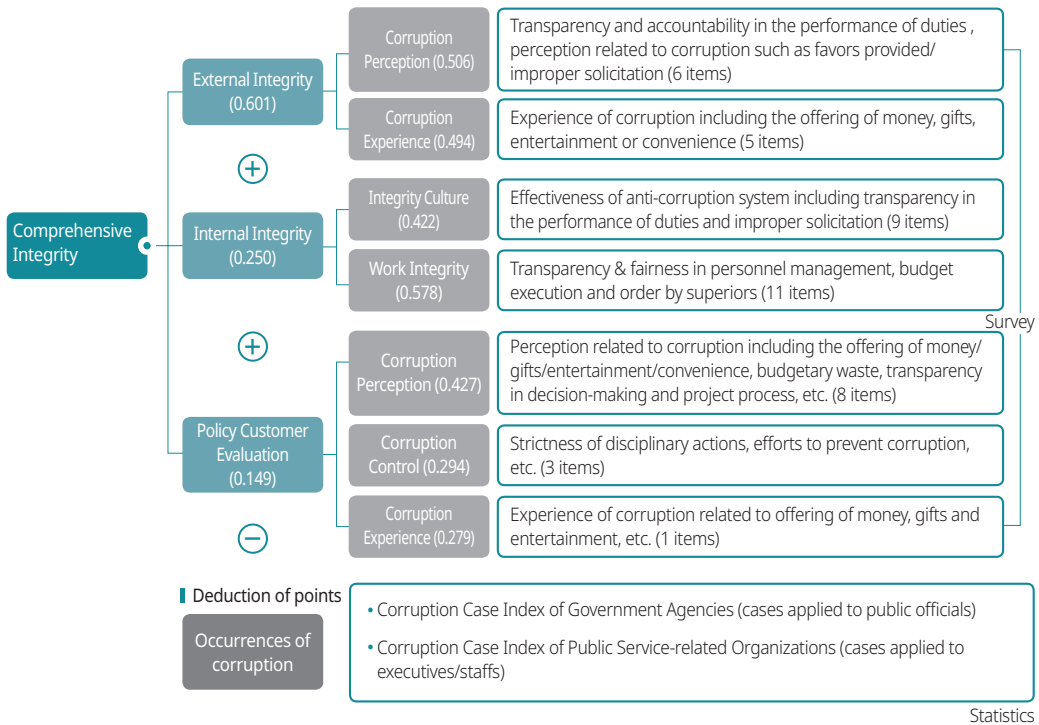 Comprehensive
Integrity
External Integrity
(0.601)
Corruption
Perception (0.506)
Transparency and accountability in the performance of duties ,
perception related to corruption such as favors provided/
improper solicitation (6 items)
Corruption
Experience (0.494)
Experience of corruption including the offering of money, gifts,
entertainment or convenience (5 items)
+
Internal Integrity
(0.250)
Integrity Culture
(0.422)
Effectiveness of anti-corruption system including transparency in
the performance of duties and improper solicitation (9 items)
Work Integrity
(0.578)
Transparency & fairness in personnel management, budget
execution and order by superiors (11 items)
Survey
+
Policy Customer
Evaluation
(0.149)
Corruption
Perception (0.427)
Perception related to corruption including the offering of money/
gifts/entertainment/convenience, budgetary waste, transparency
in decision-making and project process, etc. (8 items)
Corruption
Control (0.294)
Strictness of disciplinary actions, efforts to prevent corruption,
etc. (3 items)
Corruption
Experience (0.279)
Experience of corruption related to offering of money, gifts and
entertainment, etc. (1 items)
−
Deduction of points
Occurrences of
corruption
• Corruption Case Index of Government Agencies (cases applied to public officials)
• Corruption Case Index of Public Service-related Organizations (cases applied to
executives/staffs)
Statistics